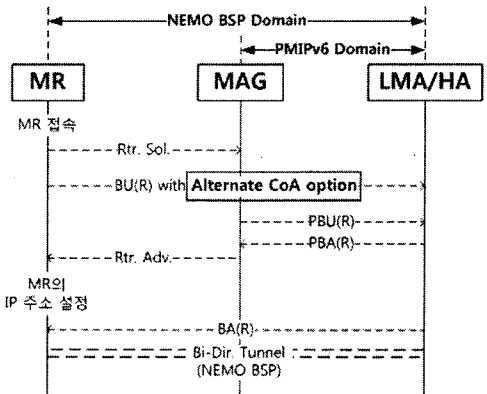 NEMO BSP Domain
PMIPv6 Domain
MR
MAG
LMA/HA
MR 접속
Rtr. Sol.
BU(R) with Alternate CoA option
PBU(R)
PBA(R)
Rtr. Adv.
MR의
IP 주소 설정
BA(R)
Bi-Dir. Tunnel
(NEMO BSP)